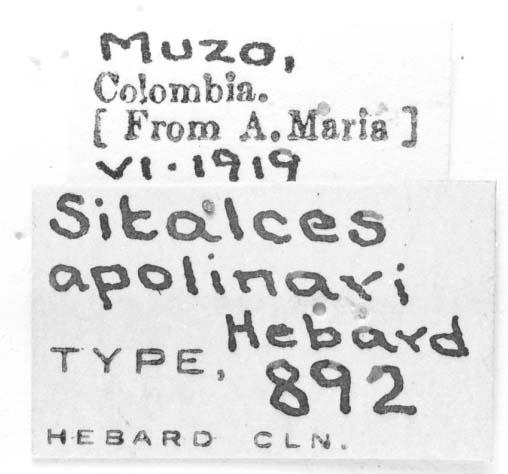 Muzo,
Colombia.
[ From A. Maria ]
VI.1919
Sitalces
apolinari
Hebard
TYPE,
892
HEBARD CLN.